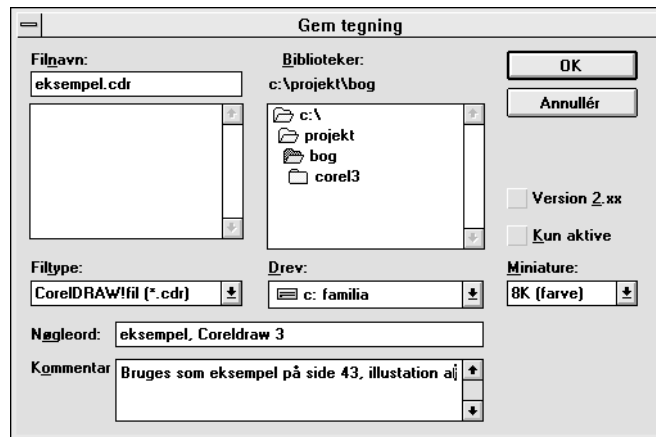 Gem tegning
Filnavn:
eksempel.cdr
Biblioteker:
c:\projekt\bog
c:\
projekt
bog
corel3
OK
Annullér
Version 2.xx
Kun aktive
Filtype:
CorelDRAW!fil (*.cdr)
Drev:
c: familia
Miniature:
8K (farve)
Nøgleord:
eksempel, Coreldraw 3
Kommentar
Bruges som eksempel på side 43, illustation